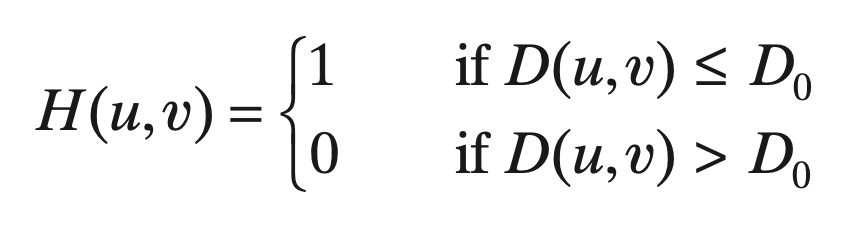 H(u,v) = {1 if D(u,v) ≤ D₀
0 if D(u,v) > D₀